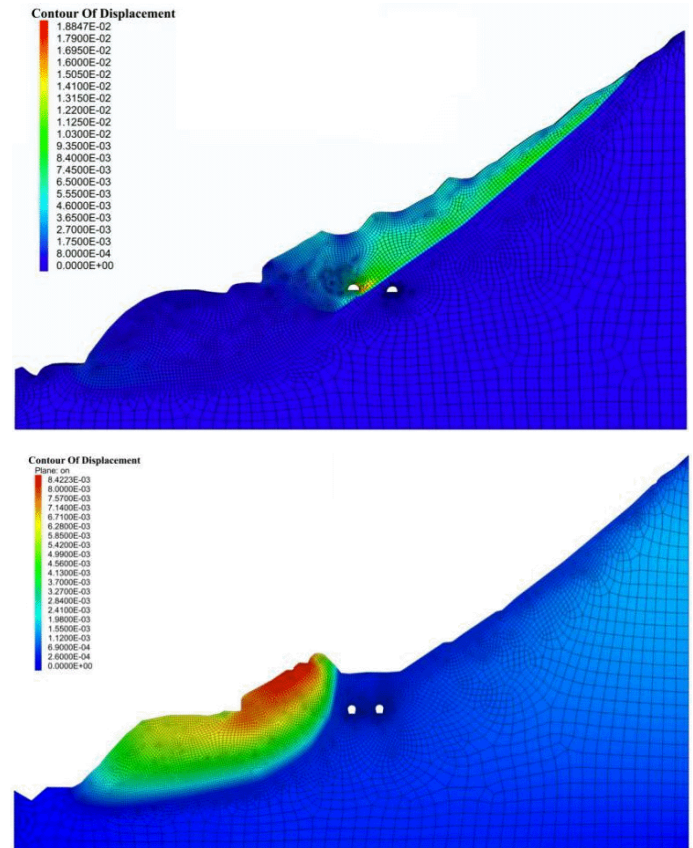 Contour Of Displacement
1.8847E-02
1.7900E-02
1.6950E-02
1.6000E-02
1.5050E-02
1.4100E-02
1.3150E-02
1.2200E-02
1.1250E-02
1.0300E-02
9.3500E-03
8.4000E-03
7.4500E-03
6.5000E-03
5.5500E-03
4.6000E-03
3.6500E-03
2.7000E-03
1.7500E-03
8.0000E-04
0.0000E+00
Contour Of Displacement
Plane: on
8.4223E-03
8.0000E-03
7.5700E-03
7.1400E-03
6.7100E-03
6.2800E-03
5.8500E-03
5.4200E-03
4.9900E-03
4.5600E-03
4.1300E-03
3.7000E-03
3.2700E-03
2.8400E-03
2.4100E-03
1.9800E-03
1.5500E-03
1.1200E-03
6.9000E-04
2.6000E-04
0.0000E+00